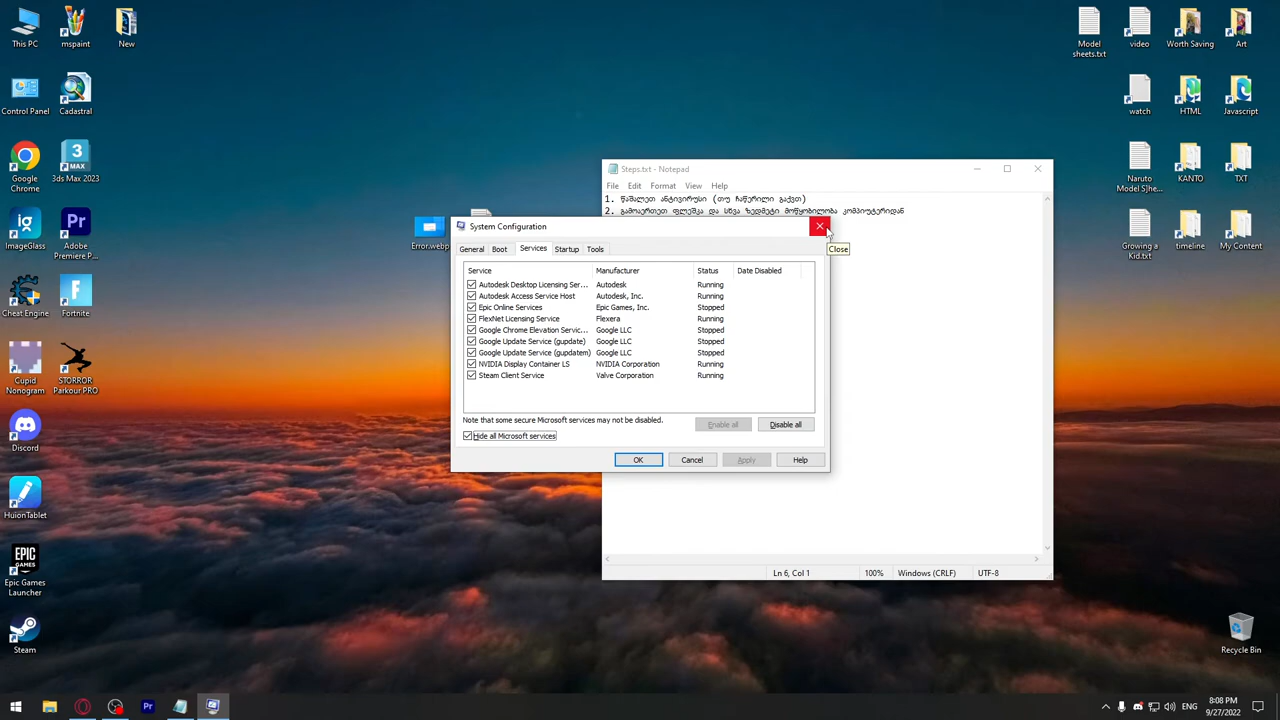 This PC
mspaint
New
Control Panel
Cadastral
Google
Chrome
3ds Max 2023
ImageGlass
Adobe
Premiere P...
Cheat Engine
Fortnite
Cupid
Nonogram
STORROR
Parkour PRO
Discord
HuionTablet
Epic Games
Launcher
Steam
Error.webp
Model
sheets.txt
video
Worth Saving
Art
watch
HTML
Javascript
Naruto
Model S]he...
KANTO
TXT
Growing a
Kid.txt
timeline
My Content
Recycle Bin
Steps.txt - Notepad
File Edit Format View Help
1. წაშალეთ ანტივირუსი (თუ ჩაწერილი გაქვთ)
2. გამოაერთეთ ფლეშკა და სხვა ზედმეტი მოწყობილობა კომპიუტერიდან
Ln 6, Col 1 100% Windows (CRLF) UTF-8
System Configuration
Close
General Boot Services Startup Tools
Service Manufacturer Status Date Disabled
Autodesk Desktop Licensing Ser... Autodesk Running
Autodesk Access Service Host Autodesk, Inc. Running
Epic Online Services Epic Games, Inc. Stopped
FlexNet Licensing Service Flexera Running
Google Chrome Elevation Servic... Google LLC Stopped
Google Update Service (gupdate) Google LLC Stopped
Google Update Service (gupdatem) Google LLC Stopped
NVIDIA Display Container LS NVIDIA Corporation Running
Steam Client Service Valve Corporation Running
Note that some secure Microsoft services may not be disabled.
Enable all Disable all
Hide all Microsoft services
OK Cancel Apply Help
ENG
8:08 PM
9/27/2022